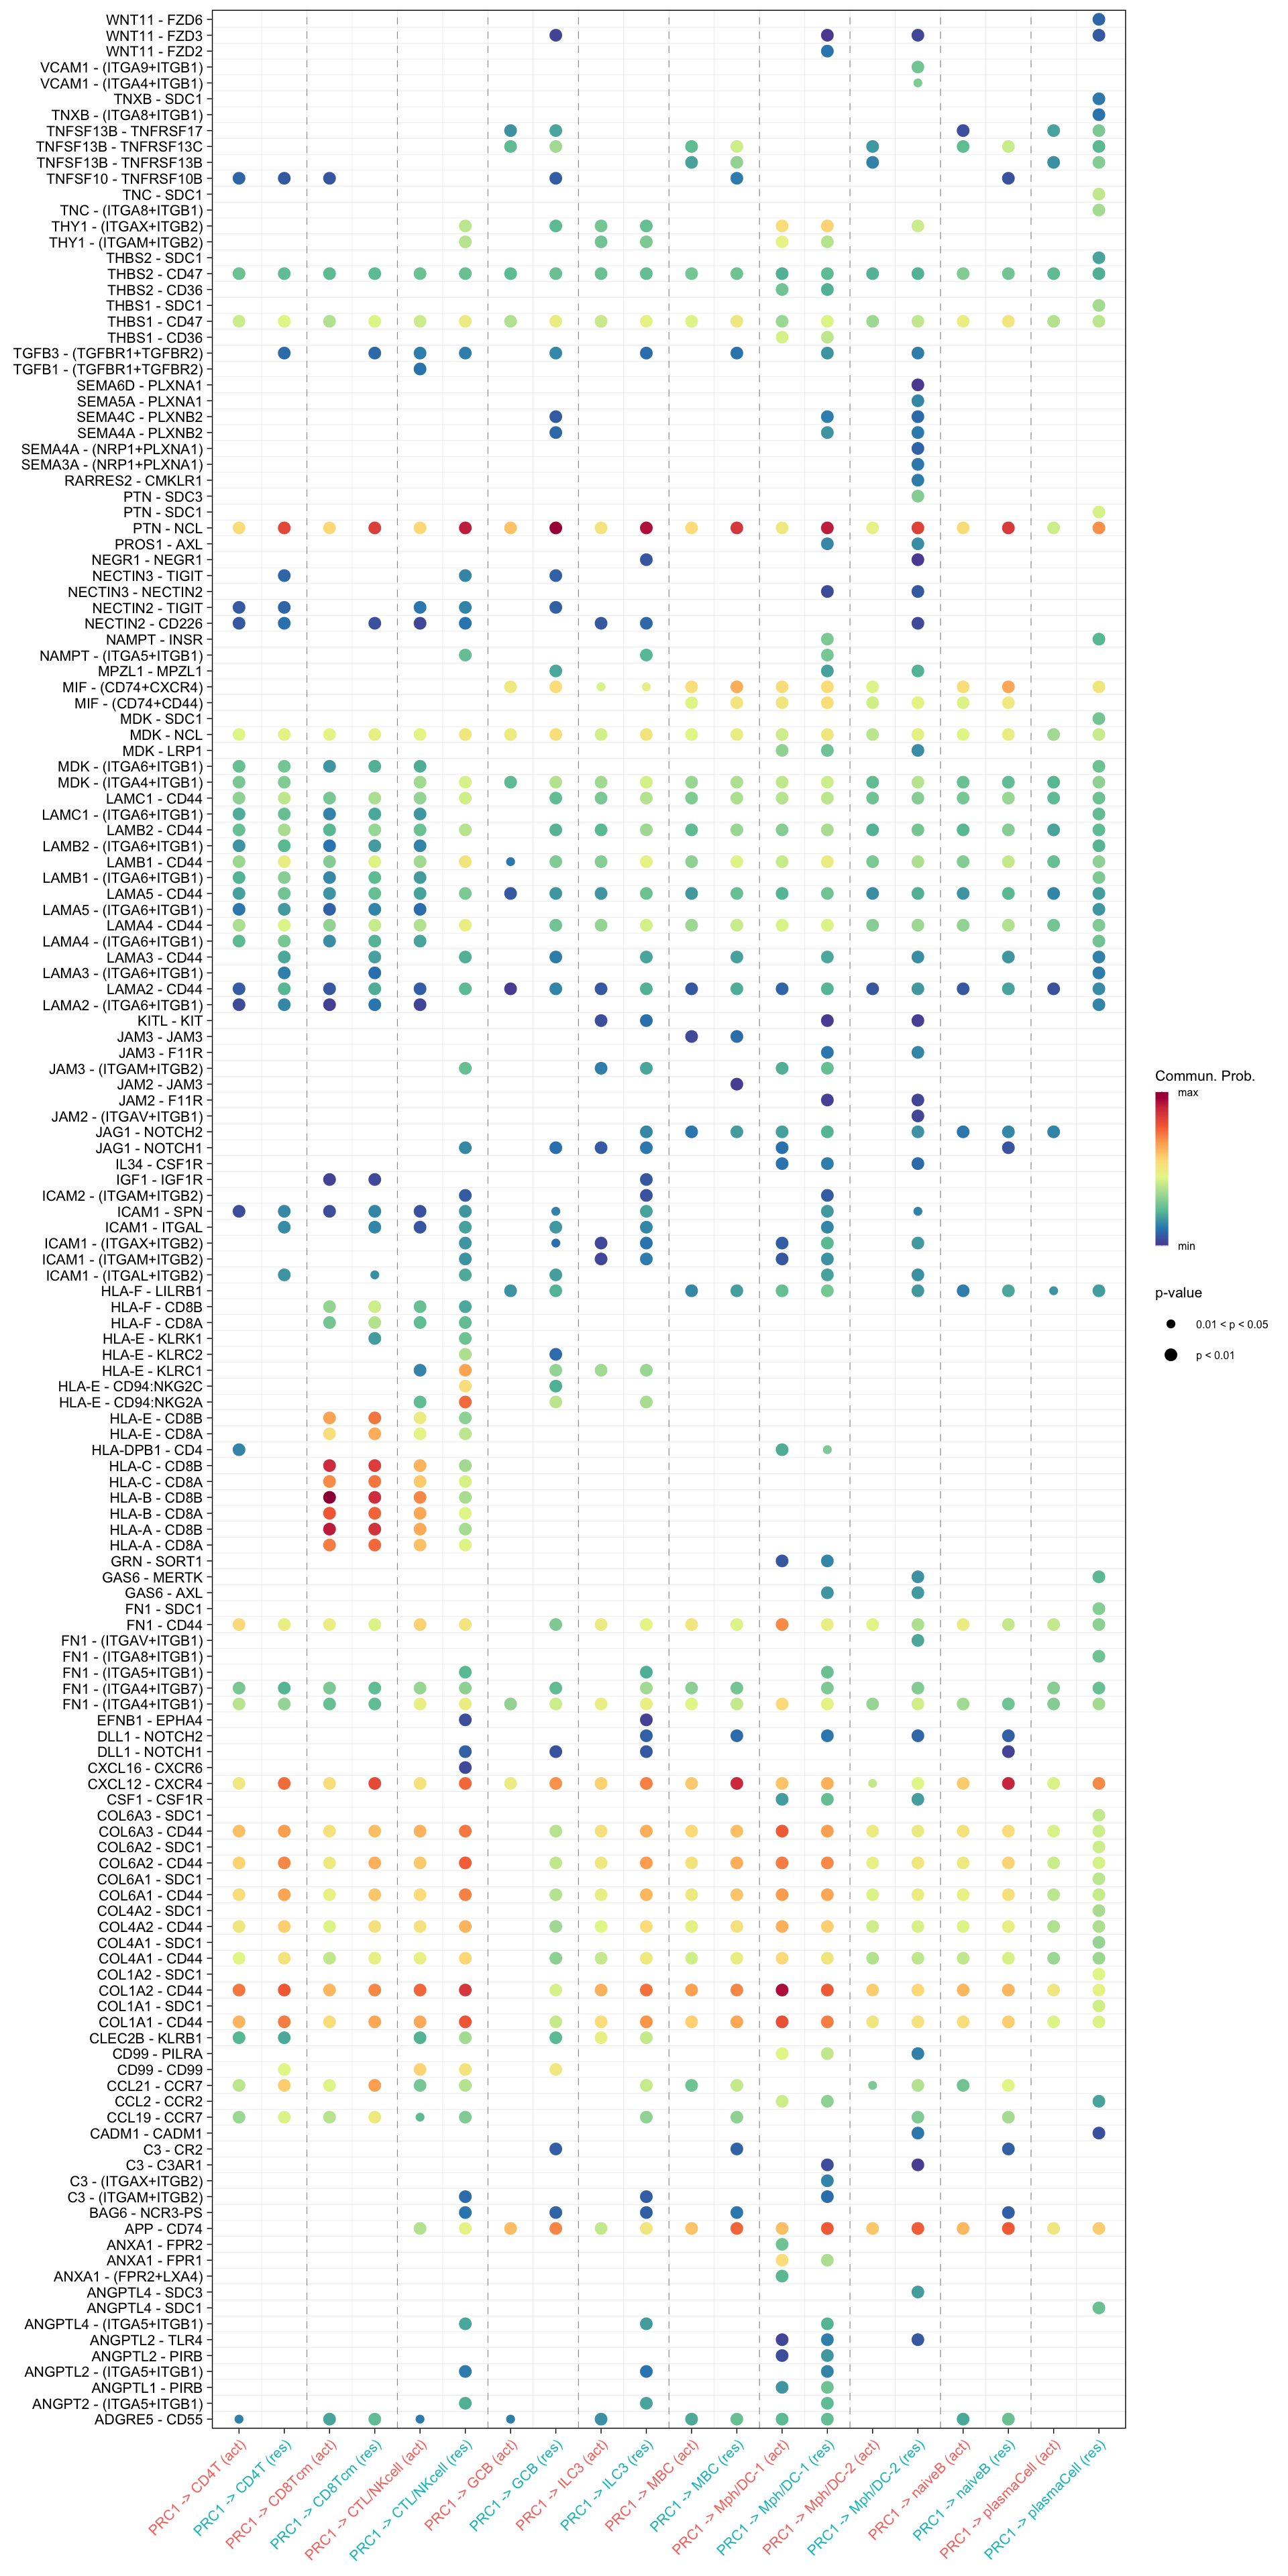 WNT11 - FZD6
WNT11 - FZD3
WNT11 - FZD2
VCAM1 - (ITGA9+ITGB1)
VCAM1 - (ITGA4+ITGB1)
TNXB - SDC1
TNXB - (ITGA8+ITGB1)
TNFSF13B - TNFRSF17
TNFSF13B - TNFRSF13C
TNFSF13B - TNFRSF13B
TNFSF10 - TNFRSF10B
TNC - SDC1
TNC - (ITGA8+ITGB1)
THY1 - (ITGAX+ITGB2)
THY1 - (ITGAM+ITGB2)
THBS2 - SDC1
THBS2 - CD47
THBS2 - CD36
THBS1 - SDC1
THBS1 - CD47
THBS1 - CD36
TGFB3 - (TGFBR1+TGFBR2)
TGFB1 - (TGFBR1+TGFBR2)
SEMA6D - PLXNA1
SEMA5A - PLXNA1
SEMA4C - PLXNB2
SEMA4A - PLXNB2
SEMA4A - (NRP1+PLXNA1)
SEMA3A - (NRP1+PLXNA1)
RARRES2 - CMKLR1
PTN - SDC3
PTN - SDC1
PTN - NCL
PROS1 - AXL
NEGR1 - NEGR1
NECTIN3 - TIGIT
NECTIN3 - NECTIN2
NECTIN2 - TIGIT
NECTIN2 - CD226
NAMPT - INSR
NAMPT - (ITGA5+ITGB1)
MPZL1 - MPZL1
MIF - (CD74+CXCR4)
MIF - (CD74+CD44)
MDK - SDC1
MDK - NCL
MDK - LRP1
MDK - (ITGA6+ITGB1)
MDK - (ITGA4+ITGB1)
LAMC1 - CD44
LAMC1 - (ITGA6+ITGB1)
LAMB2 - CD44
LAMB2 - (ITGA6+ITGB1)
LAMB1 - CD44
LAMB1 - (ITGA6+ITGB1)
LAMA5 - CD44
LAMA5 - (ITGA6+ITGB1)
LAMA4 - CD44
LAMA4 - (ITGA6+ITGB1)
LAMA3 - CD44
LAMA3 - (ITGA6+ITGB1)
LAMA2 - CD44
LAMA2 - (ITGA6+ITGB1)
KITL - KIT
JAM3 - JAM3
JAM3 - F11R
JAM3 - (ITGAM+ITGB2)
JAM2 - JAM3
JAM2 - F11R
JAM2 - (ITGAV+ITGB1)
JAG1 - NOTCH2
JAG1 - NOTCH1
IL34 - CSF1R
IGF1 - IGF1R
ICAM2 - (ITGAM+ITGB2)
ICAM1 - SPN
ICAM1 - ITGAL
ICAM1 - (ITGAX+ITGB2)
ICAM1 - (ITGAM+ITGB2)
ICAM1 - (ITGAL+ITGB2)
HLA-F - LILRB1
HLA-F - CD8B
HLA-F - CD8A
HLA-E - KLRK1
HLA-E - KLRC2
HLA-E - KLRC1
HLA-E - CD94:NKG2C
HLA-E - CD94:NKG2A
HLA-E - CD8B
HLA-E - CD8A
HLA-DPB1 - CD4
HLA-C - CD8B
HLA-C - CD8A
HLA-B - CD8B
HLA-B - CD8A
HLA-A - CD8B
HLA-A - CD8A
GRN - SORT1
GAS6 - MERTK
GAS6 - AXL
FN1 - SDC1
FN1 - CD44
FN1 - (ITGAV+ITGB1)
FN1 - (ITGA8+ITGB1)
FN1 - (ITGA5+ITGB1)
FN1 - (ITGA4+ITGB7)
FN1 - (ITGA4+ITGB1)
EFNB1 - EPHA4
DLL1 - NOTCH2
DLL1 - NOTCH1
CXCL16 - CXCR6
CXCL12 - CXCR4
CSF1 - CSF1R
COL6A3 - SDC1
COL6A3 - CD44
COL6A2 - SDC1
COL6A2 - CD44
COL6A1 - SDC1
COL6A1 - CD44
COL4A2 - SDC1
COL4A2 - CD44
COL4A1 - SDC1
COL4A1 - CD44
COL1A2 - SDC1
COL1A2 - CD44
COL1A1 - SDC1
COL1A1 - CD44
CLEC2B - KLRB1
CD99 - PILRA
CD99 - CD99
CCL21 - CCR7
CCL2 - CCR2
CCL19 - CCR7
CADM1 - CADM1
C3 - CR2
C3 - C3AR1
C3 - (ITGAX+ITGB2)
C3 - (ITGAM+ITGB2)
BAG6 - NCR3-PS
APP - CD74
ANXA1 - FPR2
ANXA1 - FPR1
ANXA1 - (FPR2+LXA4)
ANGPTL4 - SDC3
ANGPTL4 - SDC1
ANGPTL4 - (ITGA5+ITGB1)
ANGPTL2 - TLR4
ANGPTL2 - PIRB
ANGPTL2 - (ITGA5+ITGB1)
ANGPTL1 - PIRB
ANGPT2 - (ITGA5+ITGB1)
ADGRE5 - CD55
PRC1 -> CD4T (act)
PRC1 -> CD4T (res)
PRC1 -> CD8Tcm (act)
PRC1 -> CD8Tcm (res)
PRC1 -> CTL/NKcell (act)
PRC1 -> CTL/NKcell (res)
PRC1 -> GCB (act)
PRC1 -> GCB (res)
PRC1 -> ILC3 (act)
PRC1 -> ILC3 (res)
PRC1 -> MBC (act)
PRC1 -> MBC (res)
PRC1 -> Mph/DC-1 (act)
PRC1 -> Mph/DC-1 (res)
PRC1 -> Mph/DC-2 (act)
PRC1 -> Mph/DC-2 (res)
PRC1 -> naiveB (act)
PRC1 -> naiveB (res)
PRC1 -> plasmaCell (act)
PRC1 -> plasmaCell (res)
Commun. Prob.
max
min
p-value
0.01 < p < 0.05
p < 0.01